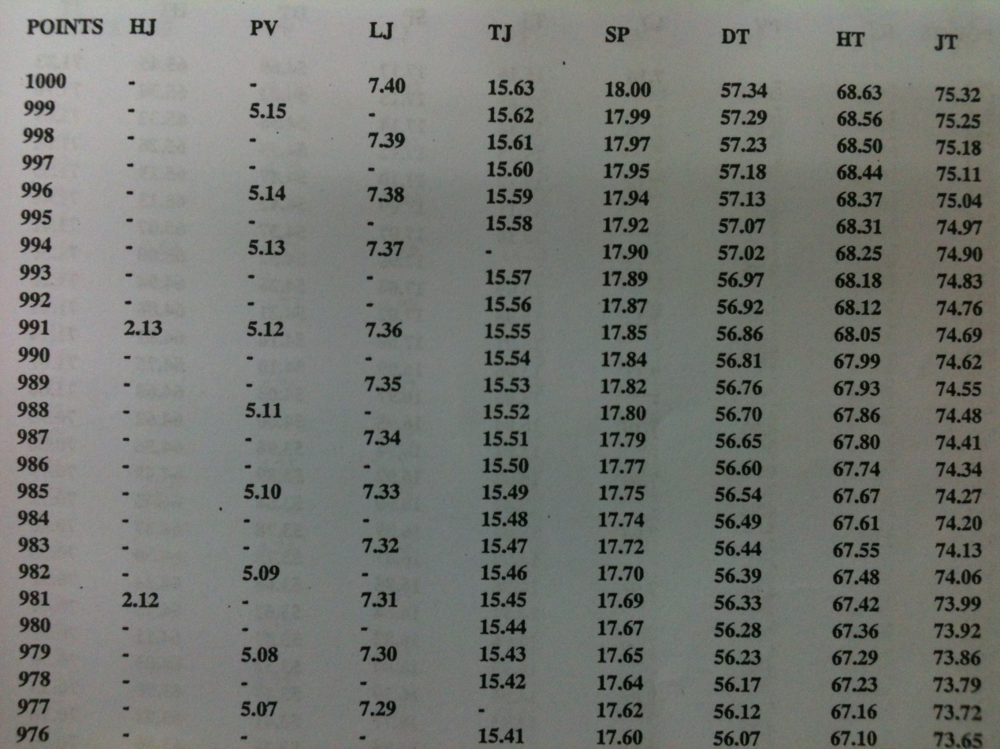 POINTS HJ PV LJ TJ SP DT HT JT
1000 - - 7.40 15.63 18.00 57.34 68.63 75.32
999 - 5.15 - 15.62 17.99 57.29 68.56 75.25
998 - - 7.39 15.61 17.97 57.23 68.50 75.18
997 - - - 15.60 17.95 57.18 68.44 75.11
996 - 5.14 7.38 15.59 17.94 57.13 68.37 75.04
995 - - - 15.58 17.92 57.07 68.31 74.97
994 - 5.13 7.37 - 17.90 57.02 68.25 74.90
993 - - - 15.57 17.89 56.97 68.18 74.83
992 - - - 15.56 17.87 56.92 68.12 74.76
991 2.13 5.12 7.36 15.55 17.85 56.86 68.05 74.69
990 - - - 15.54 17.84 56.81 67.99 74.62
989 - - 7.35 15.53 17.82 56.76 67.93 74.55
988 - 5.11 - 15.52 17.80 56.70 67.86 74.48
987 - - 7.34 15.51 17.79 56.65 67.80 74.41
986 - - - 15.50 17.77 56.60 67.74 74.34
985 - 5.10 7.33 15.49 17.75 56.54 67.67 74.27
984 - - - 15.48 17.74 56.49 67.61 74.20
983 - - 7.32 15.47 17.72 56.44 67.55 74.13
982 - 5.09 - 15.46 17.70 56.39 67.48 74.06
981 2.12 - 7.31 15.45 17.69 56.33 67.42 73.99
980 - - - 15.44 17.67 56.28 67.36 73.92
979 - 5.08 7.30 15.43 17.65 56.23 67.29 73.86
978 - - - 15.42 17.64 56.17 67.23 73.79
977 - 5.07 7.29 - 17.62 56.12 67.16 73.72
976 - - - 15.41 17.60 56.07 67.10 73.65